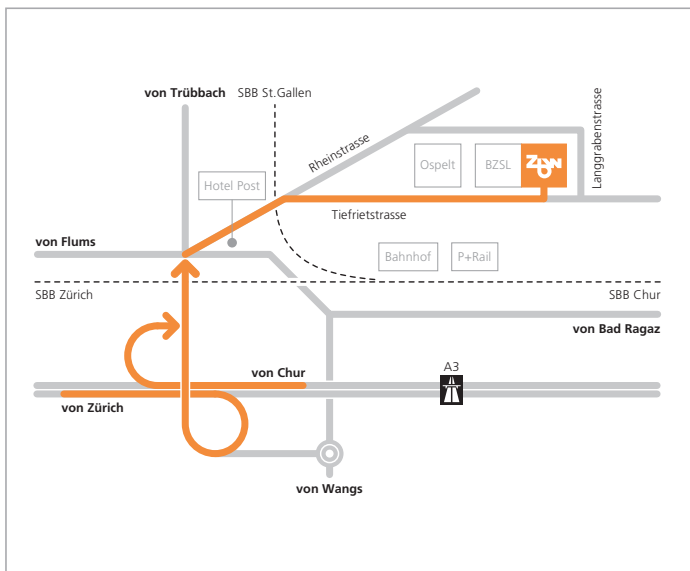 von Trübbach
SBB St.Gallen
Rheinstrasse
Langgrabenstrasse
Ospelt
BZSL
Hotel Post
Tiefrietstrasse
von Flums
Bahnhof
P+Rail
SBB Zürich
SBB Chur
von Bad Ragaz
A3
von Chur
von Zürich
von Wangs